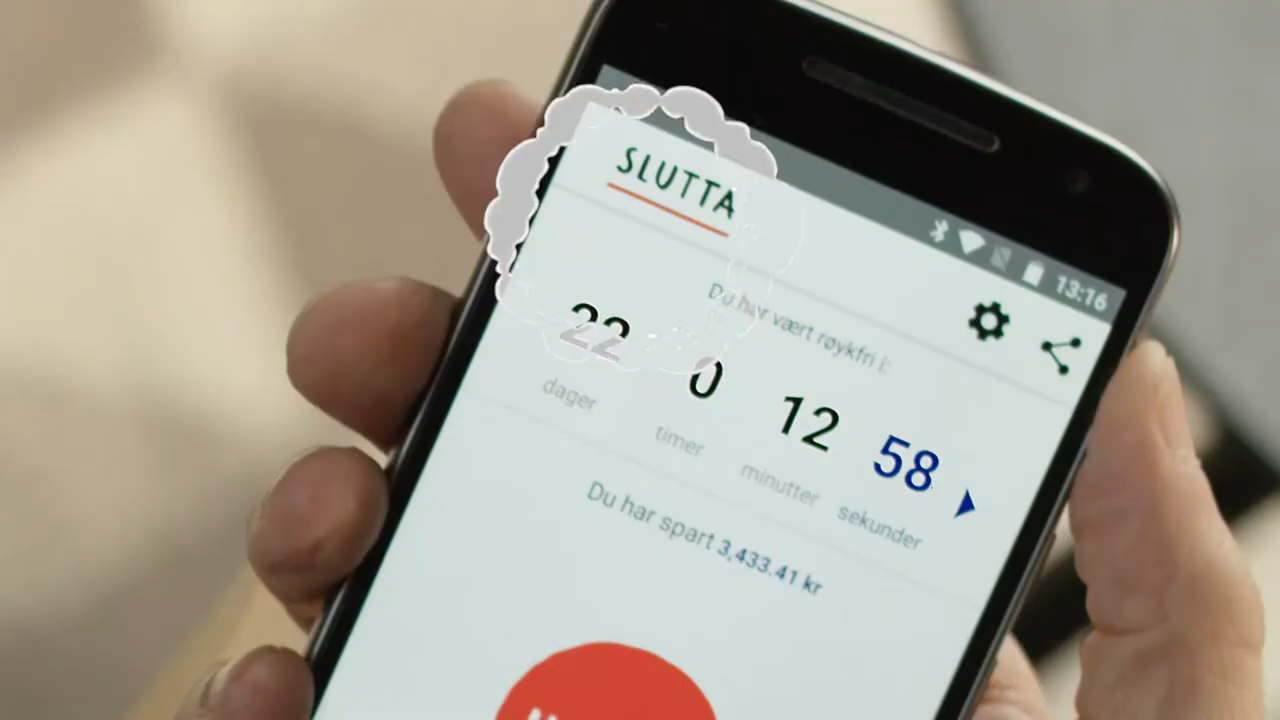 13:16
SLUTTA
Du har vært røykfri i:
22 0 12 58
dager timer minutter sekunder
Du har spart 3,433.41 kr